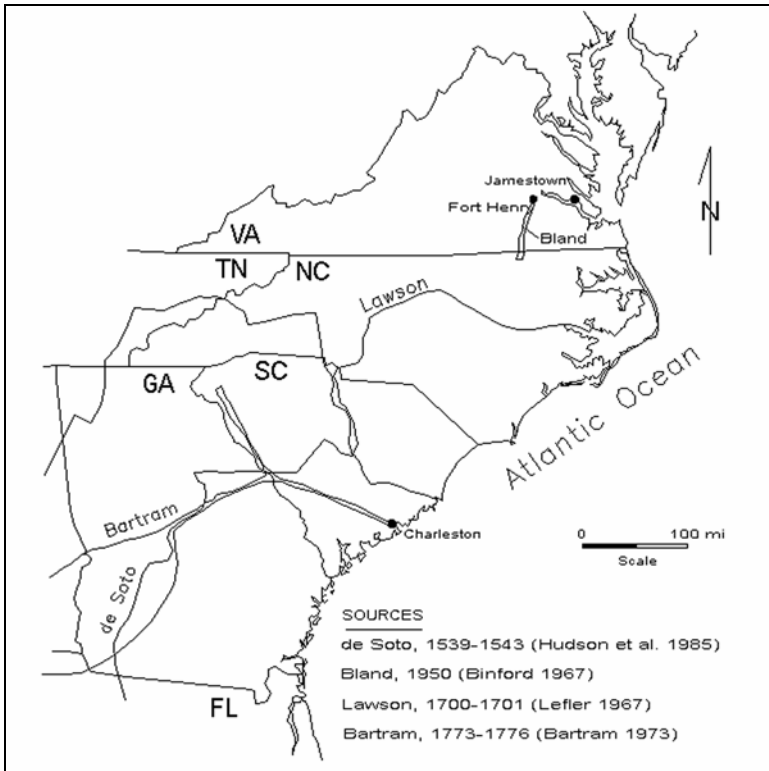 Jamestown
Fort Henn
N
Bland
VA
TN
NC
Lawson
GA
SC
Atlantic Ocean
Bartram
Charleston
0 100 mi
Scale
de Soto
SOURCES
de Soto, 1539-1543 (Hudson et al. 1985)
Bland, 1950 (Binford 1967)
Lawson, 1700-1701 (Lefler 1967)
FL
Bartram, 1773-1776 (Bartram 1973)